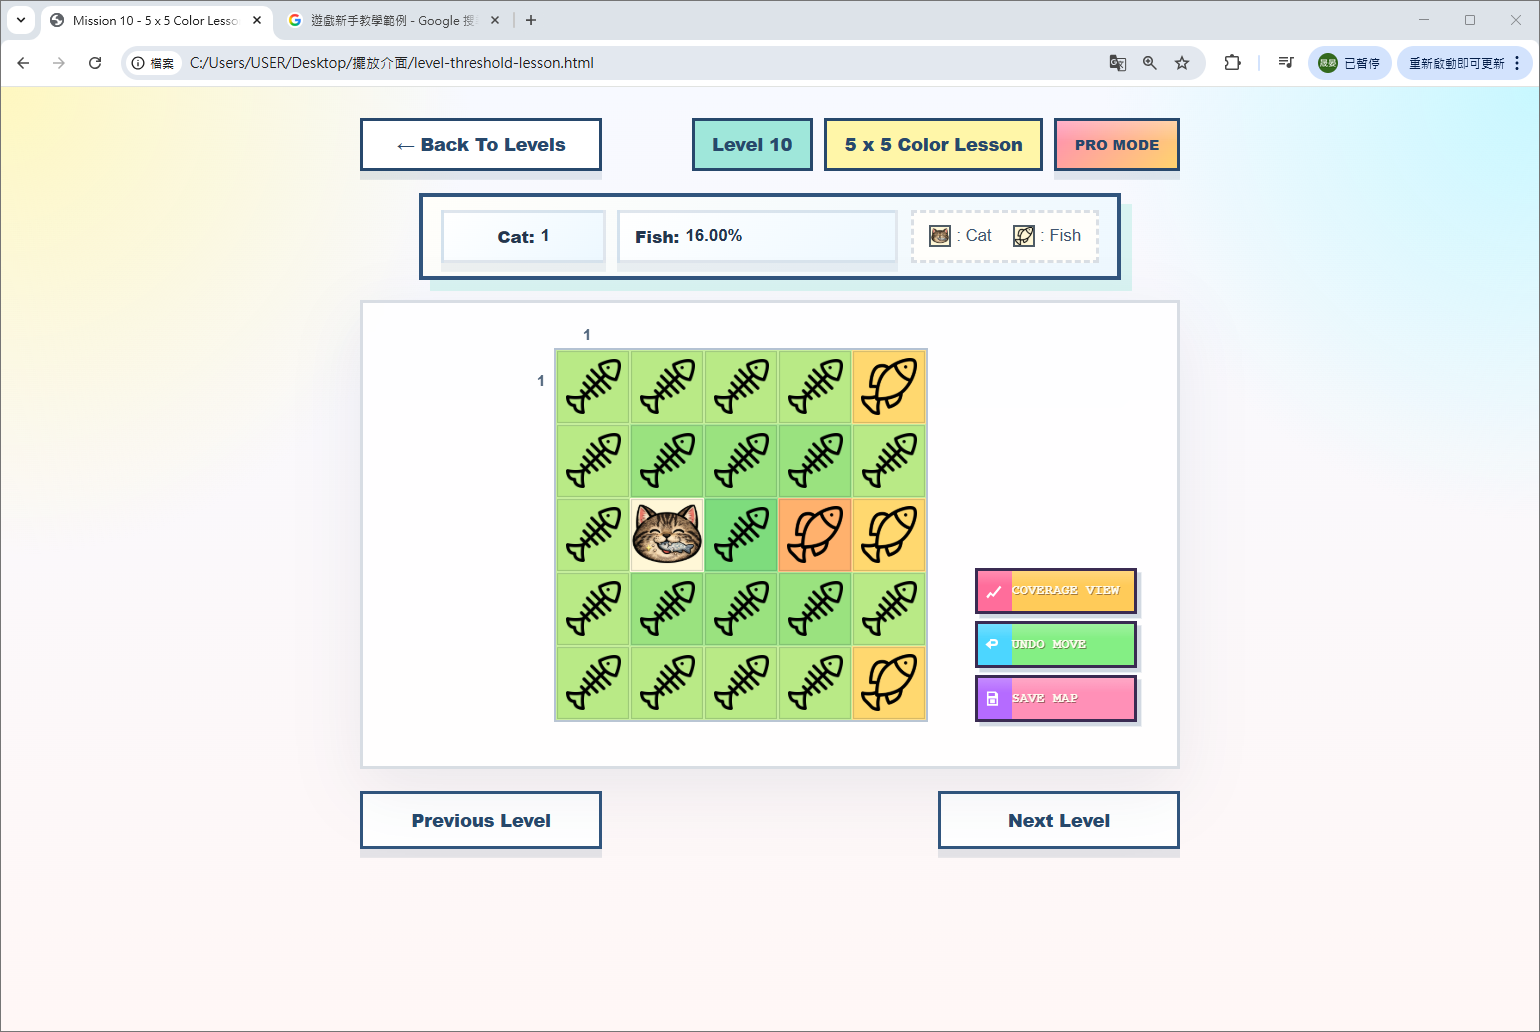 Mission 10 - 5 x 5 Color Lesso
遊戲新手教學範例 - Google 搜
檔案
C:/Users/USER/Desktop/擺放介面/level-threshold-lesson.html
晟晏
已暫停
重新啟動即可更新
← Back To Levels
Level 10
5 x 5 Color Lesson
PRO MODE
Cat: 1
Fish: 16.00%
: Cat
: Fish
1
1
COVERAGE VIEW
UNDO MOVE
SAVE MAP
Previous Level
Next Level